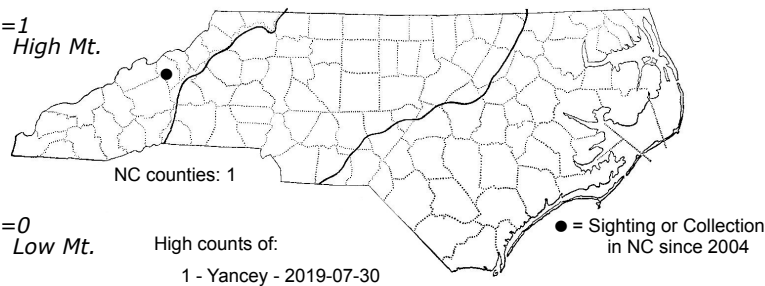 =1
High Mt.
NC counties: 1
=0
Low Mt.
High counts of:
1 - Yancey - 2019-07-30
● = Sighting or Collection
in NC since 2004